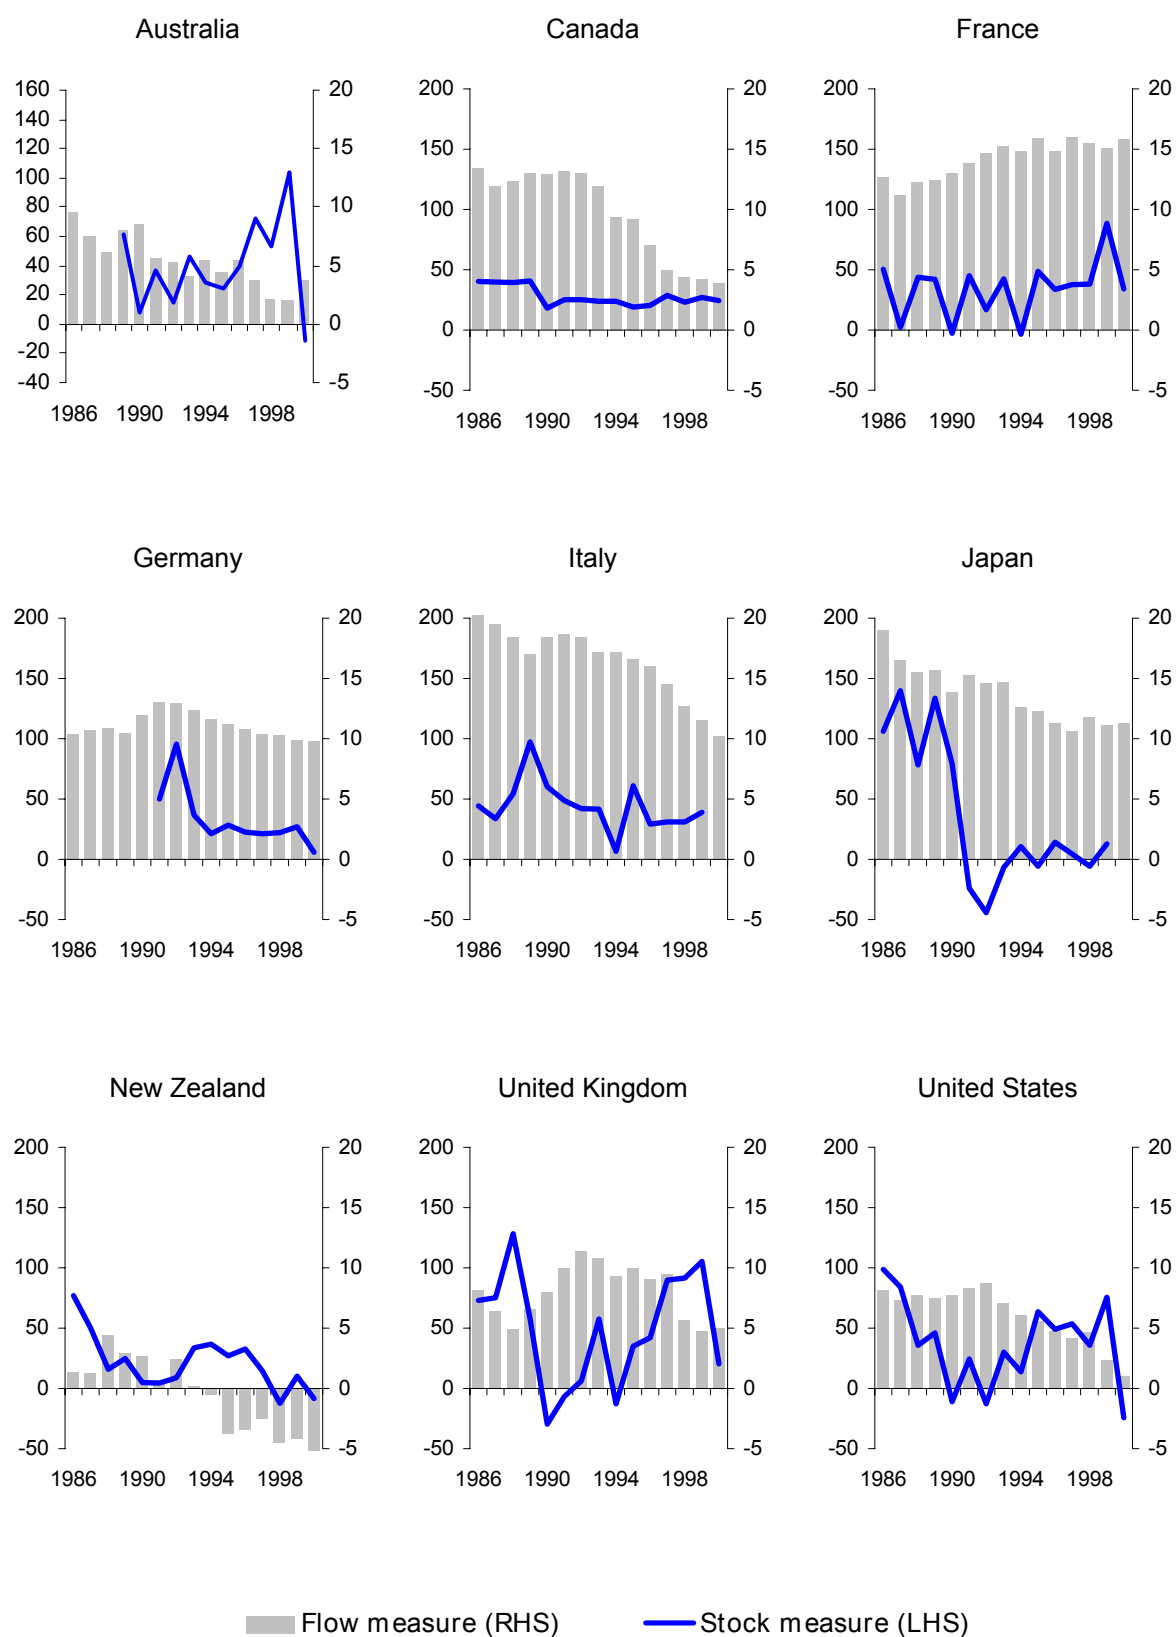 Australia Canada France
160 20 200 20 200 20
140
120 15 150 15 150 15
100
80 10 100 10 100 10
60
40 5 50 5 50 5
20
0 0 0 0 0 0
-20
-40 -5 -50 -5 -50 -5
1986 1990 1994 1998 1986 1990 1994 1998 1986 1990 1994 1998
Germany Italy Japan
200 20 200 20 200 20
150 15 150 15 150 15
100 10 100 10 100 10
50 5 50 5 50 5
0 0 0 0 0 0
-50 -5 -50 -5 -50 -5
1986 1990 1994 1998 1986 1990 1994 1998 1986 1990 1994 1998
New Zealand United Kingdom United States
200 20 200 20 200 20
150 15 150 15 150 15
100 10 100 10 100 10
50 5 50 5 50 5
0 0 0 0 0 0
-50 -5 -50 -5 -50 -5
1986 1990 1994 1998 1986 1990 1994 1998 1986 1990 1994 1998
Flow measure (RHS) Stock measure (LHS)